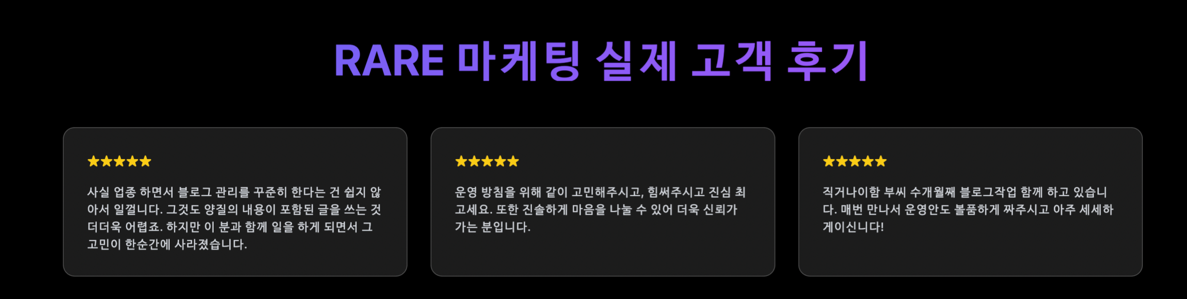 RARE 마케팅 실제 고객 후기
사실 업종 하면서 블로그 관리를 꾸준히 한다는 건 쉽지 않
아서 일낍니다. 그것도 양질의 내용이 포함된 글을 쓰는 것
더더욱 어렵죠. 하지만 이 분과 함께 일을 하게 되면서 그
고민이 한순간에 사라졌습니다.
운영 방침을 위해 같이 고민해주시고, 힘써주시고 진심 최
고세요. 또한 진솔하게 마음을 나눌 수 있어 더욱 신뢰가
가는 분입니다.
직거나이함 부씨 수개월째 블로그작업 함께 하고 있습니
다. 매번 만나서 운영안도 볼품하게 짜주시고 아주 세세하
게이신니다!